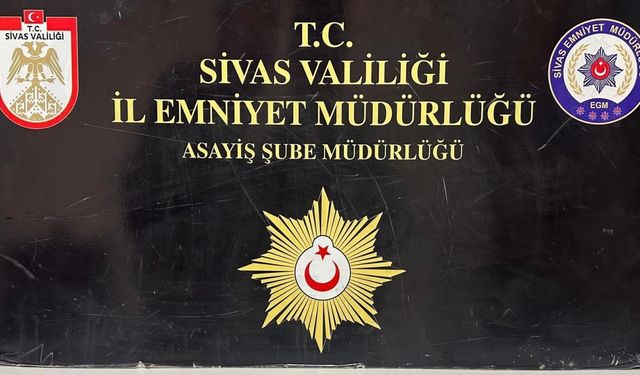 T.C.
SİVAS VALİLİĞİ
T.C.
SİVAS VALİLİĞİ
İL EMNİYET MÜDÜRLÜĞÜ
ASAYİŞ ŞUBE MÜDÜRLÜĞÜ
SİVAS EMNİYET
EGM